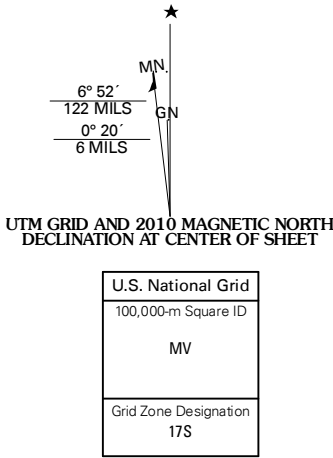 MN.
6° 52´
122 MILS
GN
0° 20´
6 MILS
UTM GRID AND 2010 MAGNETIC NORTH
DECLINATION AT CENTER OF SHEET
U.S. National Grid
100,000-m Square ID
MV
Grid Zone Designation
17S